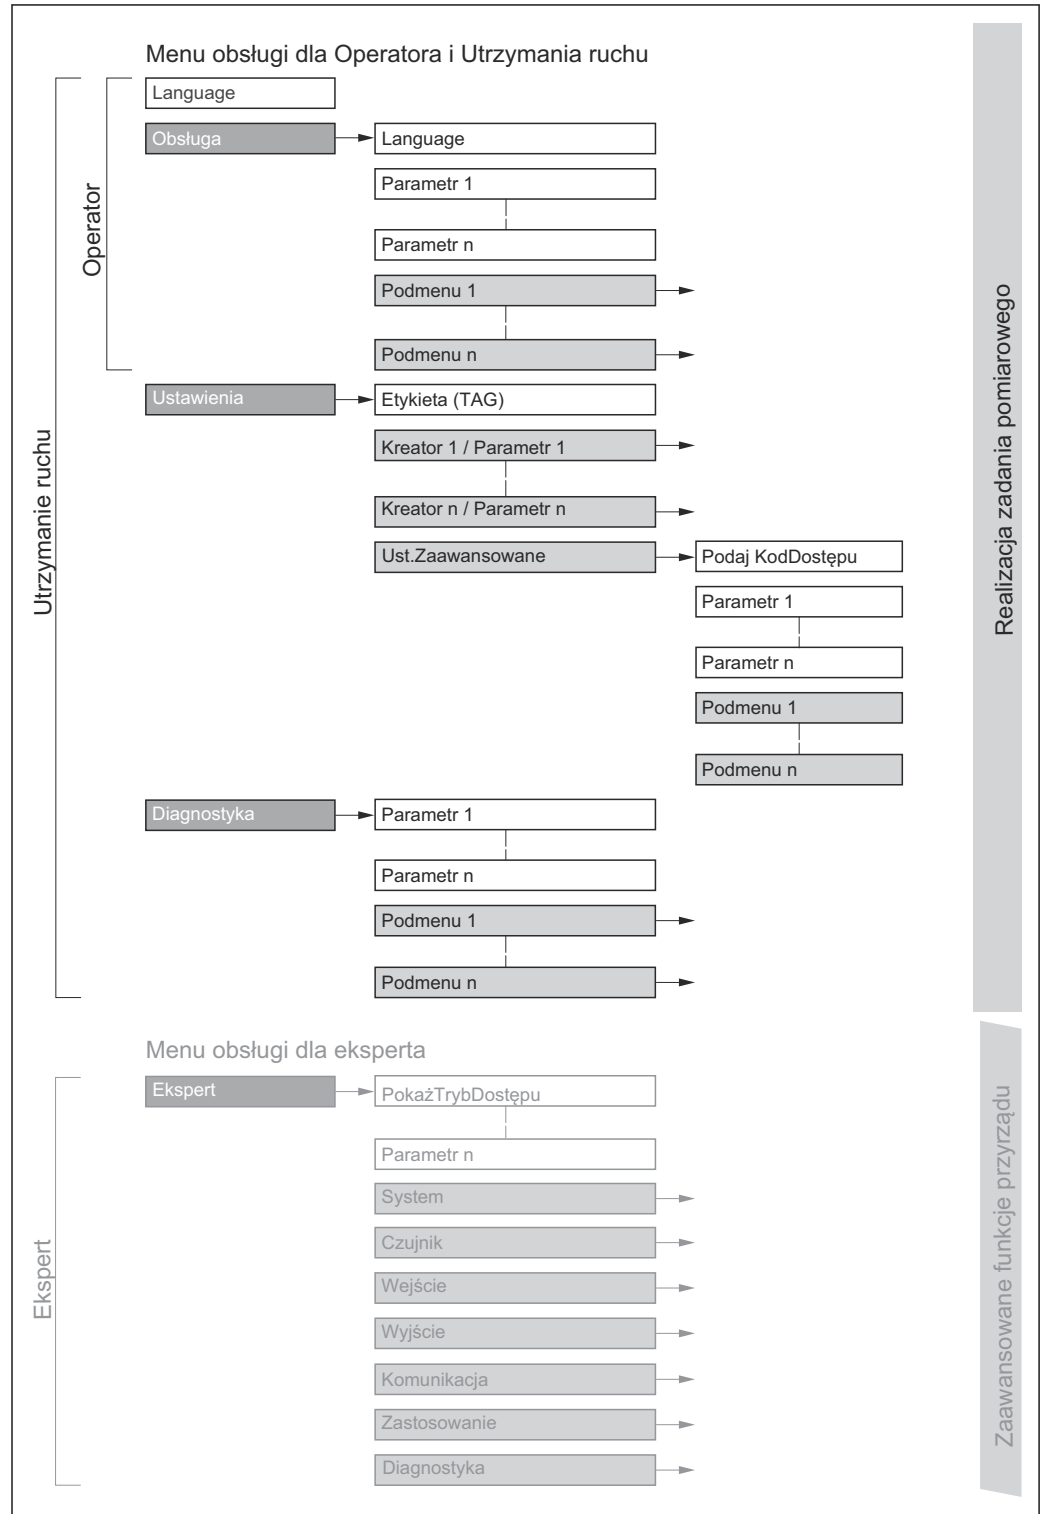 Menu obsługi dla Operatora i Utrzymania ruchu
Utrzymanie ruchu
Operator
Language
Obsługa
Language
Parametr 1
Parametr n
Podmenu 1
Podmenu n
Ustawienia
Etykieta (TAG)
Kreator 1 / Parametr 1
Kreator n / Parametr n
Ust.Zaawansowane
Podaj KodDostępu
Parametr 1
Parametr n
Podmenu 1
Podmenu n
Diagnostyka
Parametr 1
Parametr n
Podmenu 1
Podmenu n
Realizacja zadania pomiarowego
Menu obsługi dla eksperta
Ekspert
Ekspert
PokażTrybDostępu
Parametr n
System
Czujnik
Wejście
Wyjście
Komunikacja
Zastosowanie
Diagnostyka
Zaawansowane funkcje przyrządu